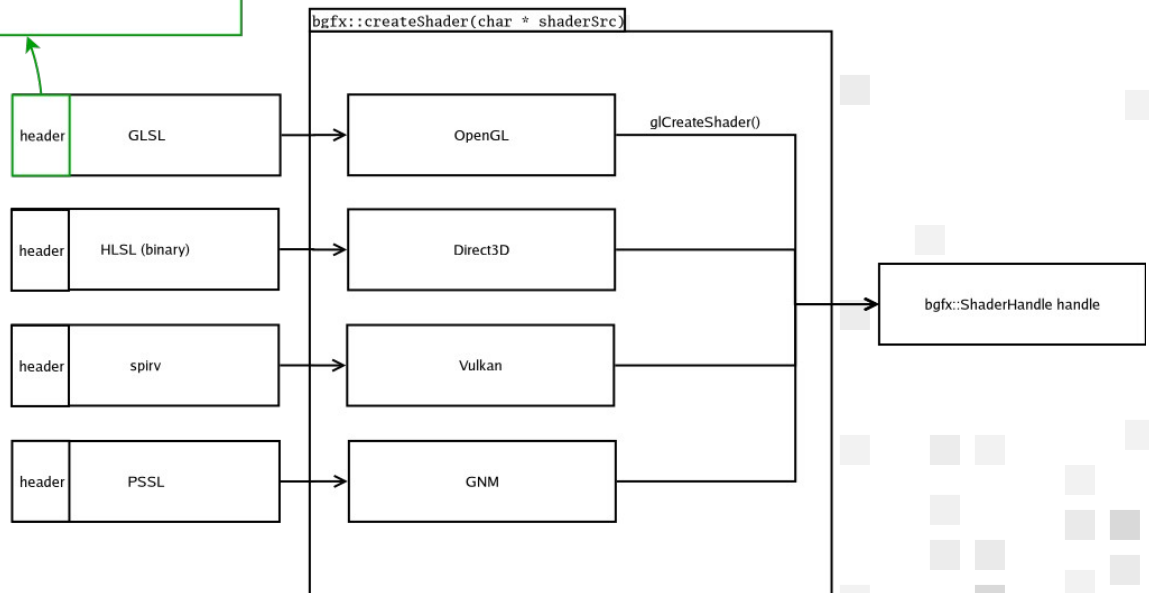 bgfx::createShader(char * shaderSrc)
header
GLSL
OpenGL
glCreateShader()
header
HLSL (binary)
Direct3D
bgfx::ShaderHandle handle
header
spirv
Vulkan
header
PSSL
GNM